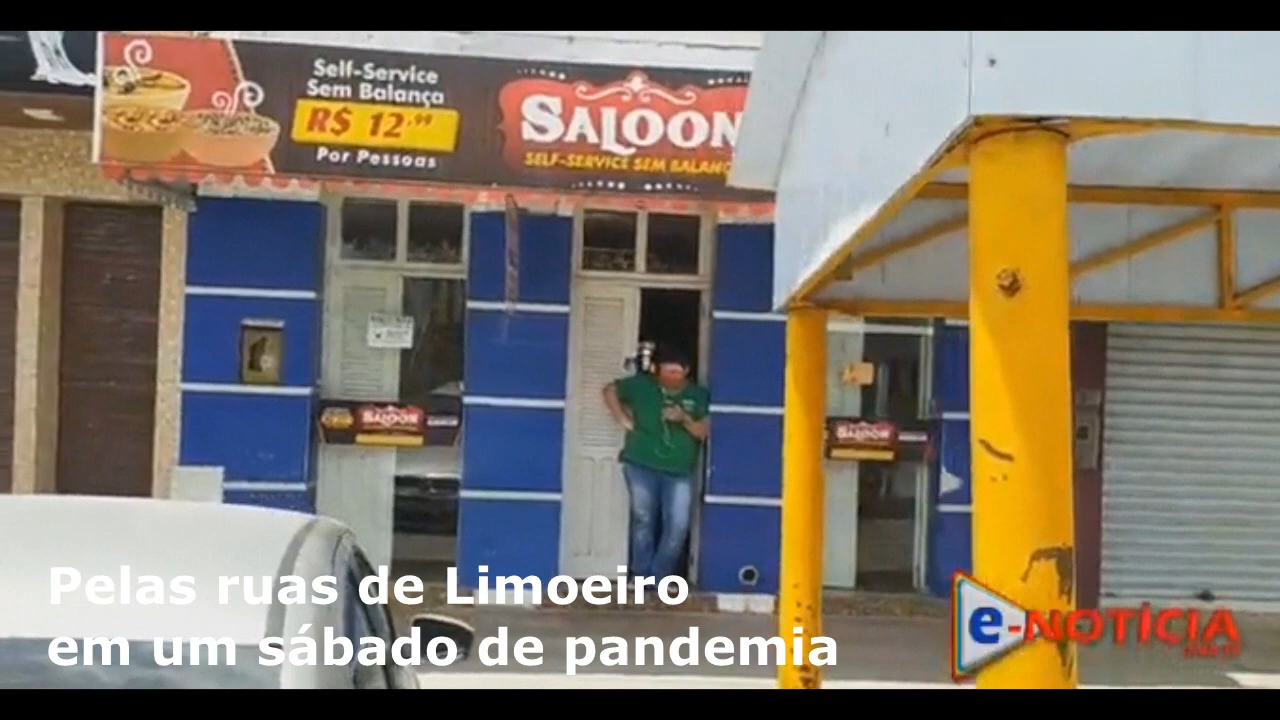 Self-Service
Sem Balança
R$ 12,99
Por Pessoas
SALOON
SELF-SERVICE SEM BALANÇ
SALOON
SALOON
Pelas ruas de Limoeiro
em um sábado de pandemia
e-NOTÍCIA